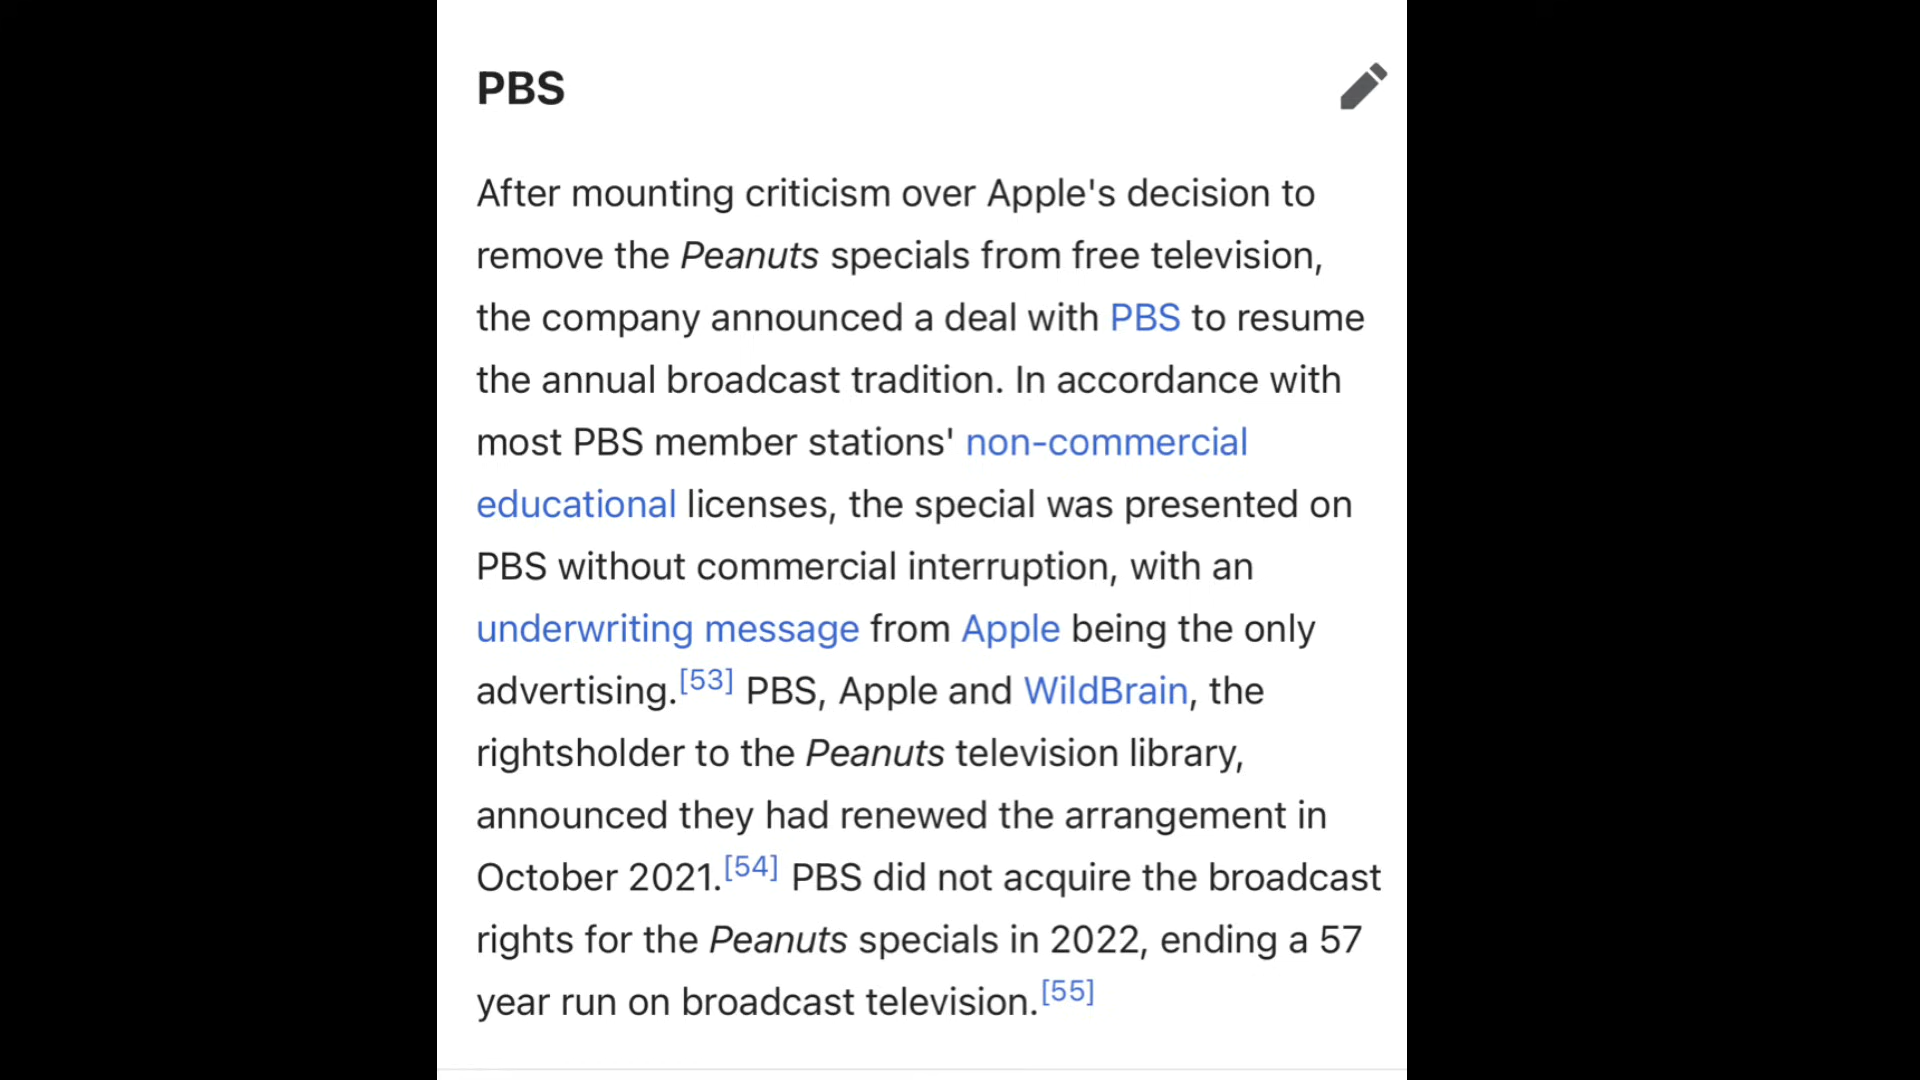 PBS
After mounting criticism over Apple's decision to
remove the Peanuts specials from free television,
the company announced a deal with PBS to resume
the annual broadcast tradition. In accordance with
most PBS member stations' non-commercial
educational licenses, the special was presented on
PBS without commercial interruption, with an
underwriting message from Apple being the only
advertising.[53] PBS, Apple and WildBrain, the
rightsholder to the Peanuts television library,
announced they had renewed the arrangement in
October 2021.[54] PBS did not acquire the broadcast
rights for the Peanuts specials in 2022, ending a 57
year run on broadcast television.[55]